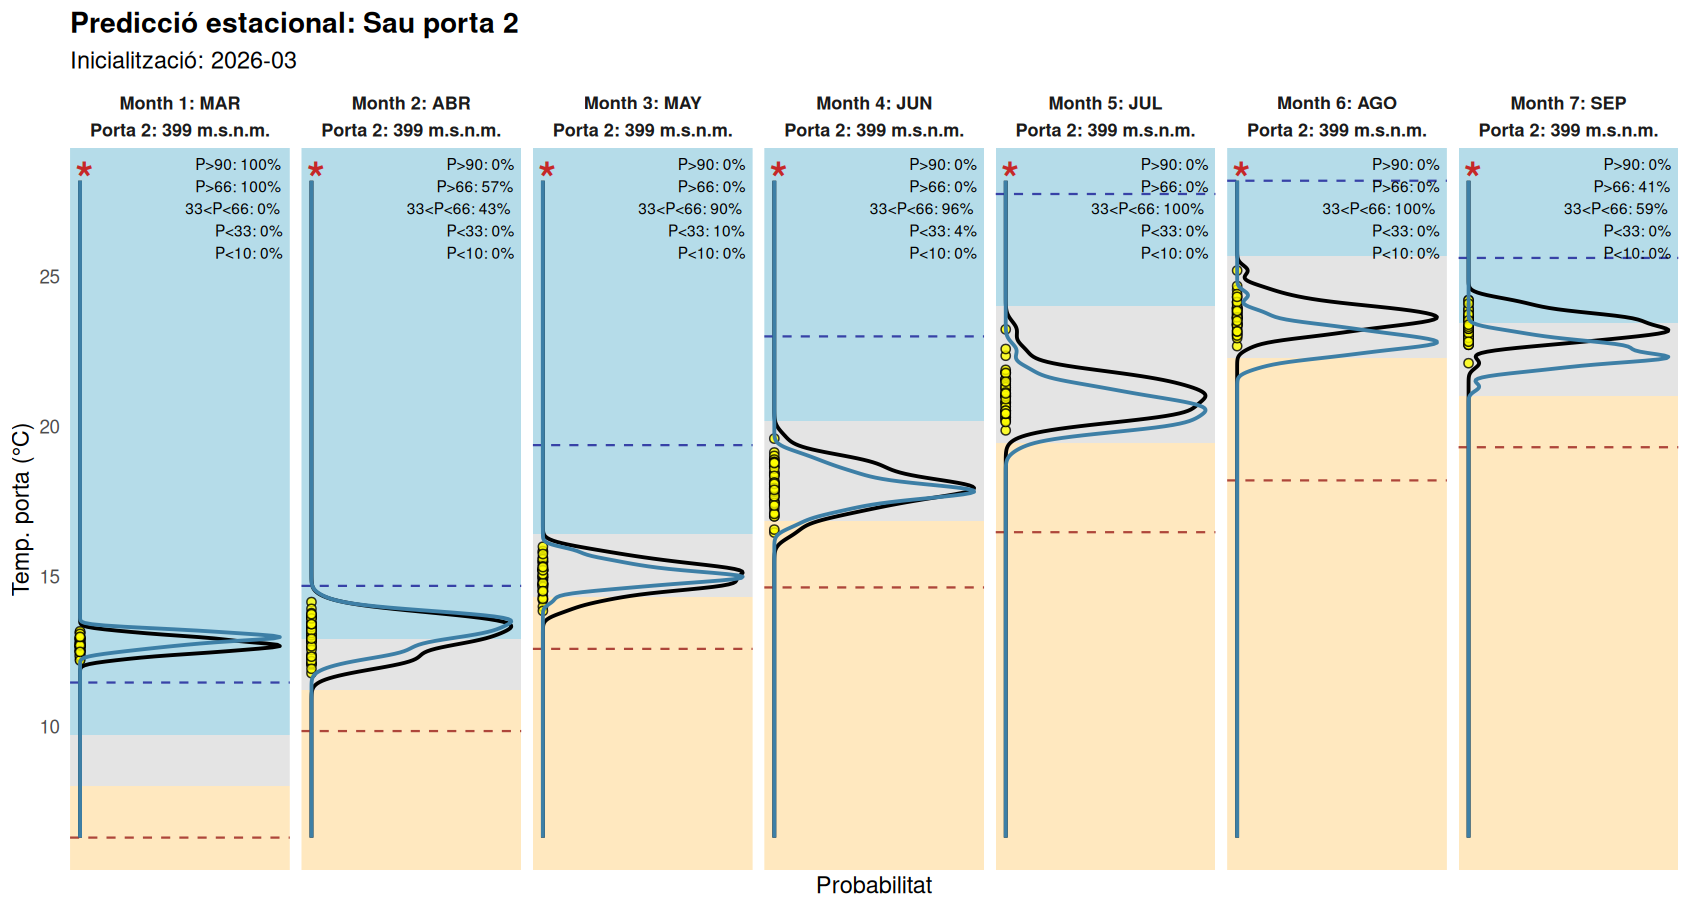 Predicció estacional: Sau porta 2
Inicialització: 2026-03
Month 1: MAR
Porta 2: 399 m.s.n.m.
Month 2: ABR
Porta 2: 399 m.s.n.m.
Month 3: MAY
Porta 2: 399 m.s.n.m.
Month 4: JUN
Porta 2: 399 m.s.n.m.
Month 5: JUL
Porta 2: 399 m.s.n.m.
Month 6: AGO
Porta 2: 399 m.s.n.m.
Month 7: SEP
Porta 2: 399 m.s.n.m.
*
P>90: 100%
P>66: 100%
33<P<66: 0%
P<33: 0%
P<10: 0%
*
P>90: 0%
P>66: 57%
33<P<66: 43%
P<33: 0%
P<10: 0%
*
P>90: 0%
P>66: 0%
33<P<66: 90%
P<33: 10%
P<10: 0%
*
P>90: 0%
P>66: 0%
33<P<66: 96%
P<33: 4%
P<10: 0%
*
P>90: 0%
P>66: 0%
33<P<66: 100%
P<33: 0%
P<10: 0%
*
P>90: 0%
P>66: 0%
33<P<66: 100%
P<33: 0%
P<10: 0%
*
P>90: 0%
P>66: 41%
33<P<66: 59%
P<33: 0%
P<10: 0%
25
20
15
10
Temp. porta (°C)
Probabilitat